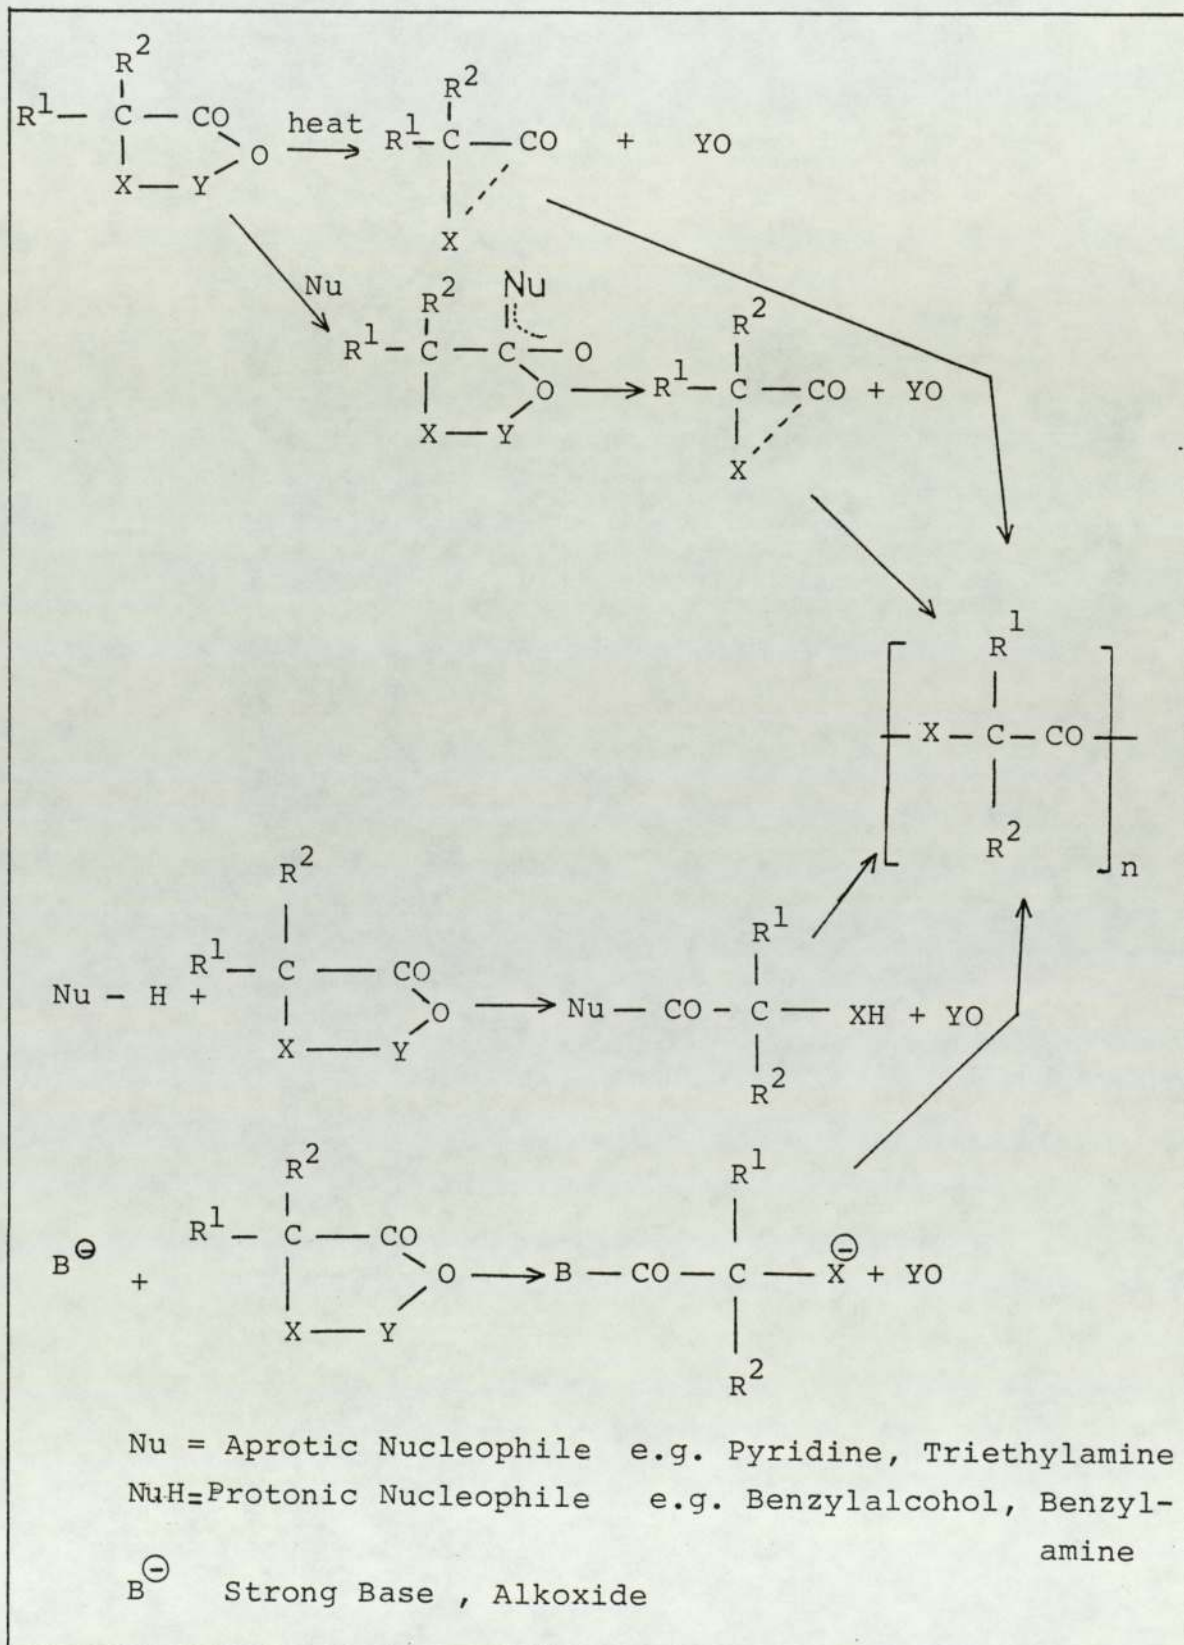 R²
R¹— C — CO
O
X — Y
heat
R²
R¹—C — CO + YO
X
Nu
R² Nu
R¹— C — C — O
O
X — Y
R²
R¹— C — CO + YO
X
R¹
X — C — CO
R²
n
R²
R¹— C — CO
Nu — H +
O
X — Y
R¹
Nu — CO — C — XH + YO
R²
R²
R¹— C — CO
B⊖ +
O
X — Y
R¹
B — CO — C — X⊖ + YO
R²
Nu = Aprotic Nucleophile e.g. Pyridine, Triethylamine
NuH=Protonic Nucleophile e.g. Benzylalcohol, Benzyl-
amine
B⊖ Strong Base , Alkoxide